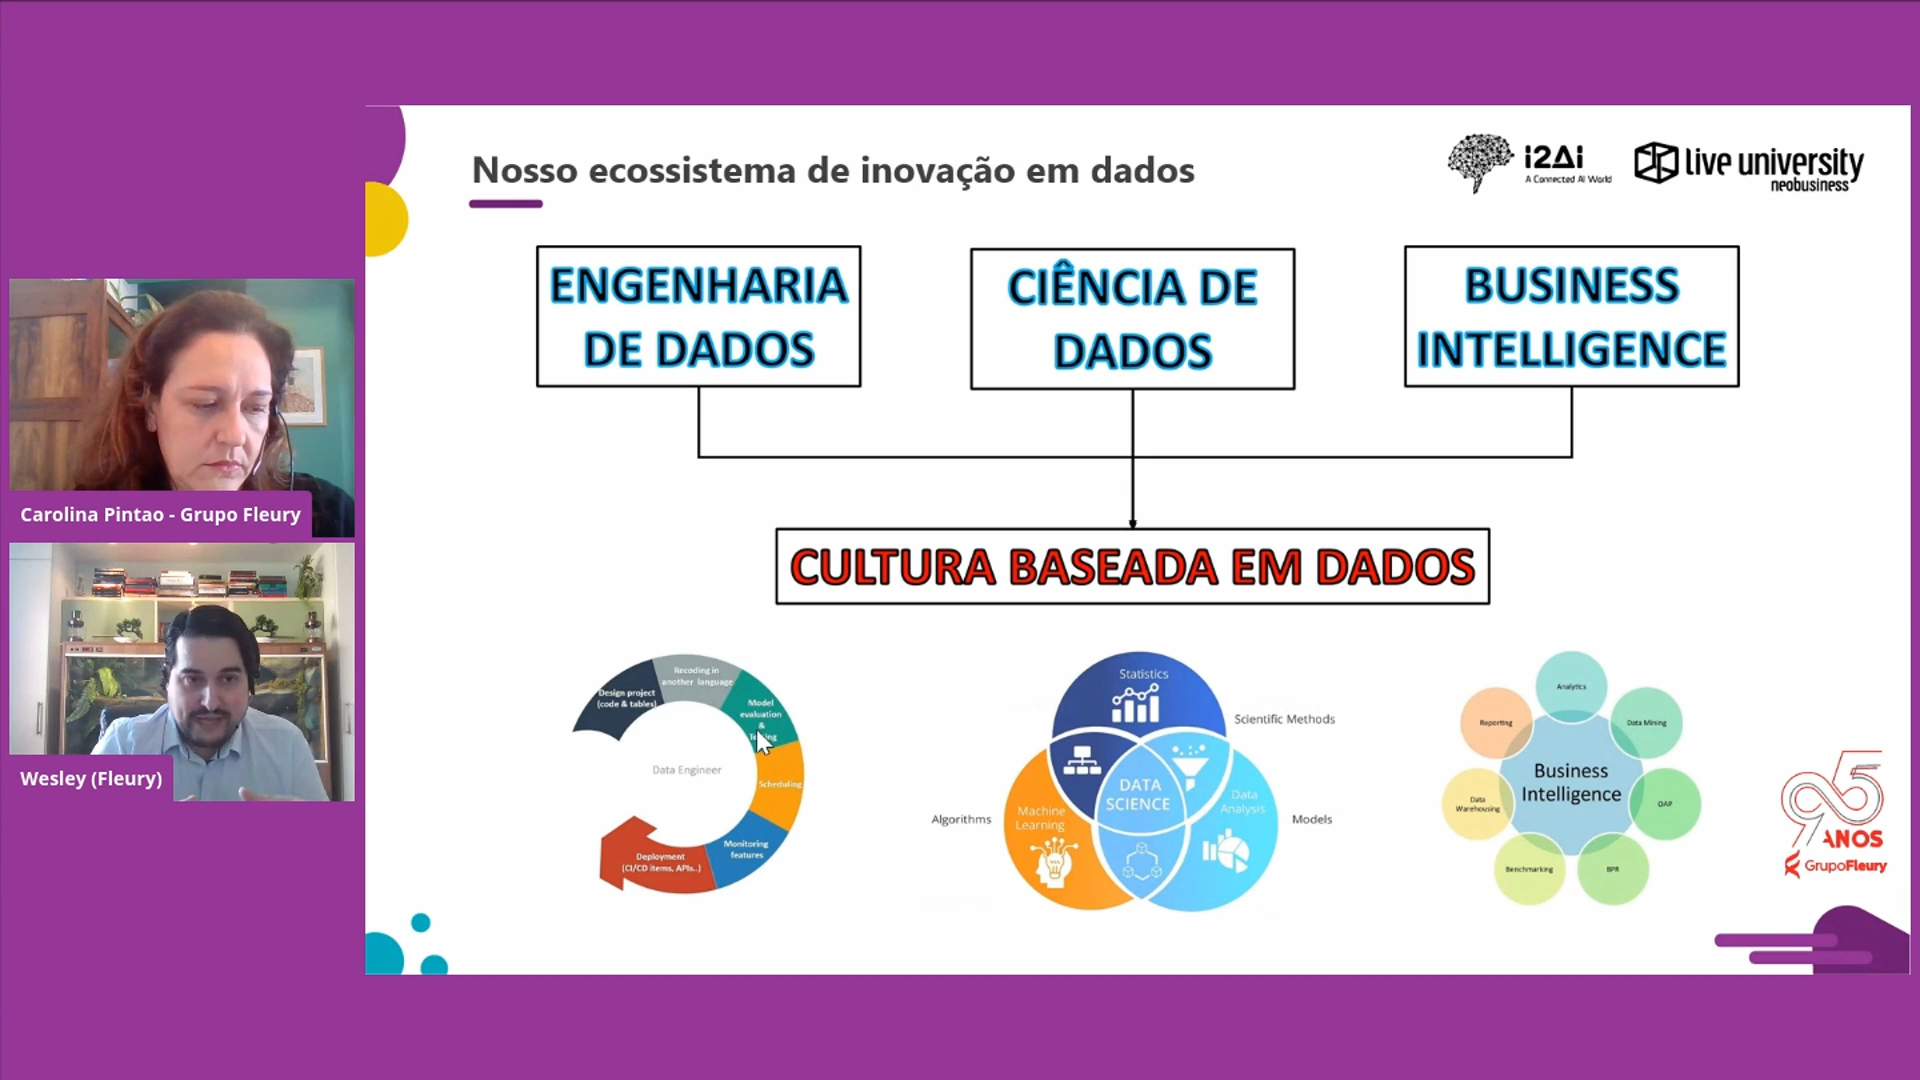 Nosso ecossistema de inovação em dados
i2Ai
A Connected AI World
live university
neobusiness
ENGENHARIA
DE DADOS
CIÊNCIA DE
DADOS
BUSINESS
INTELLIGENCE
CULTURA BASEADA EM DADOS
Carolina Pintao - Grupo Fleury
Wesley (Fleury)
Design project
(code & tables)
Recoding in
another language
Model
evaluation
&
Scheduling
Monitoring
features
Deployment
(CI/CD items, APIs..)
Data Engineer
Statistics
Scientific Methods
DATA
SCIENCE
Machine
Learning
Data
Analysis
Algorithms
Models
Analytics
Data Mining
OAP
BPR
Benchmarking
Data
Warehousing
Reporting
Business
Intelligence
95
ANOS
GrupoFleury